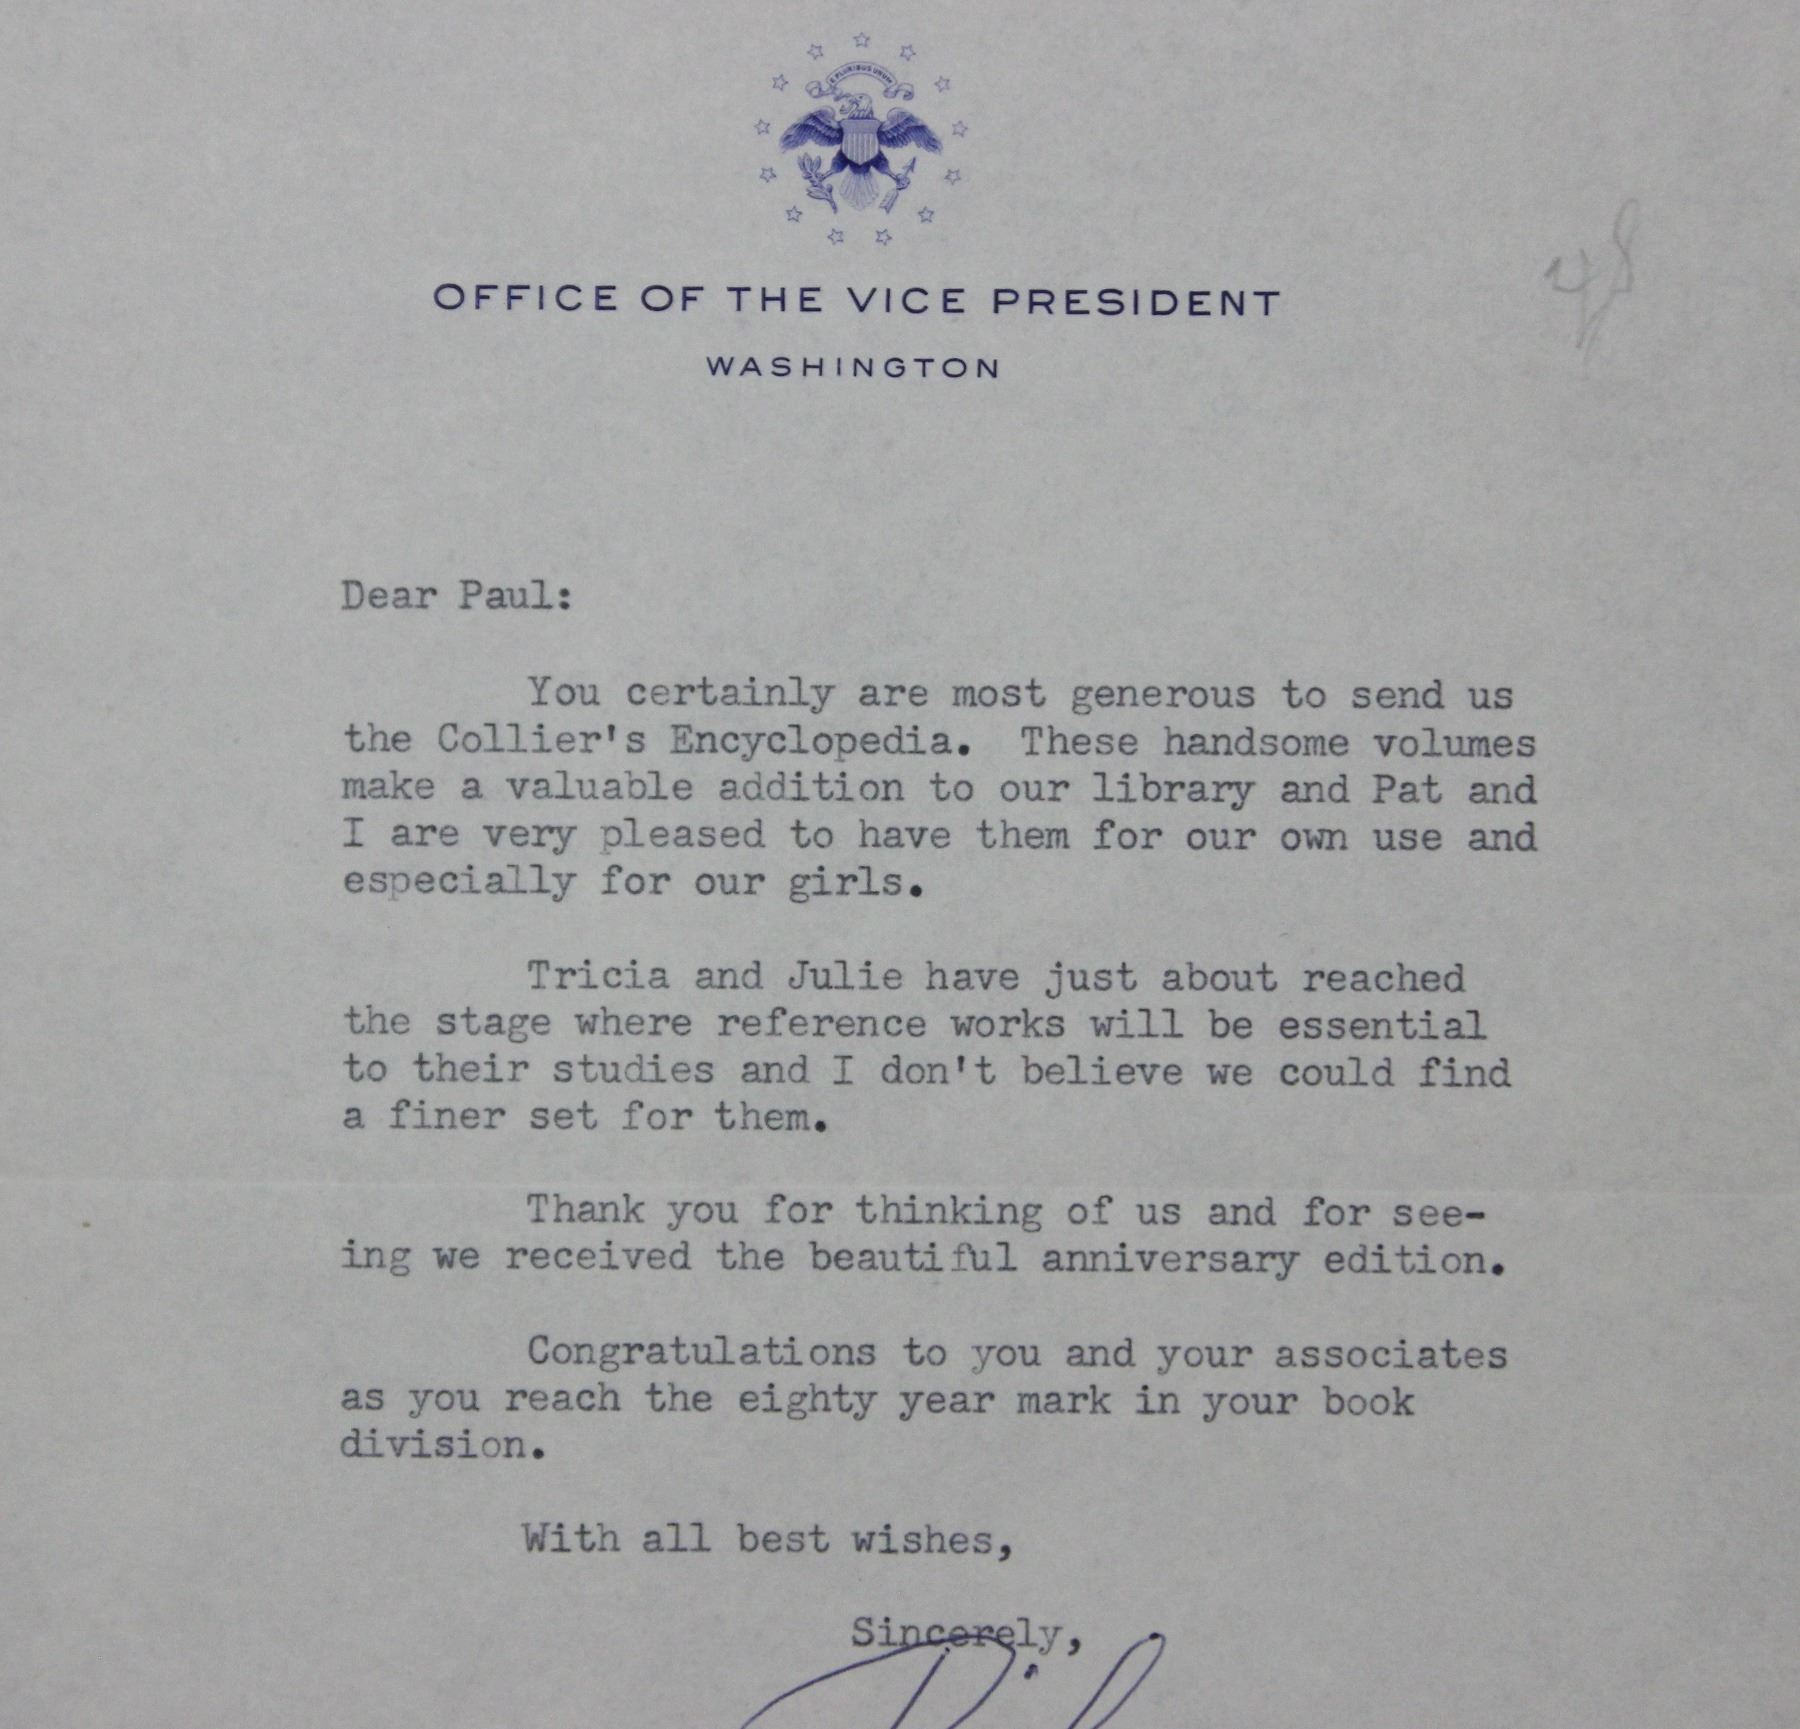 E PLURIBUS UNUM
OFFICE OF THE VICE PRESIDENT
WASHINGTON
Dear Paul:
You certainly are most generous to send us
the Collier's Encyclopedia. These handsome volumes
make a valuable addition to our library and Pat and
I are very pleased to have them for our own use and
especially for our girls.
Tricia and Julie have just about reached
the stage where reference works will be essential
to their studies and I don't believe we could find
a finer set for them.
Thank you for thinking of us and for see-
ing we received the beautiful anniversary edition.
Congratulations to you and your associates
as you reach the eighty year mark in your book
division.
With all best wishes,
Sincerely,